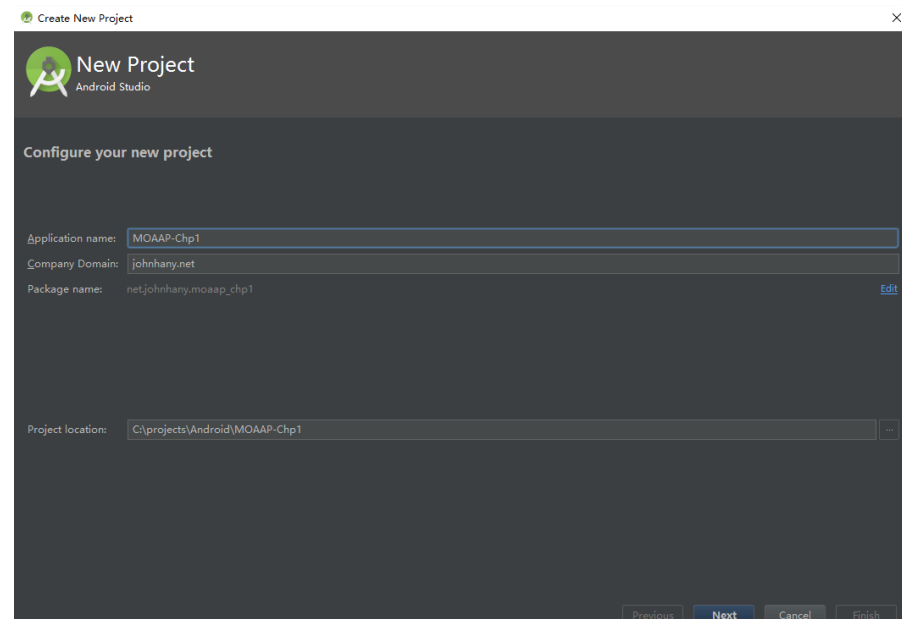 Create New Project
New Project
Android Studio
Configure your new project
Application name: MOAAP-Chp1
Company Domain: johnhany.net
Package name: net.johnhany.moaap_chp1 Edit
Project location: C:\projects\Android\MOAAP-Chp1 ...
Previous Next Cancel Finish